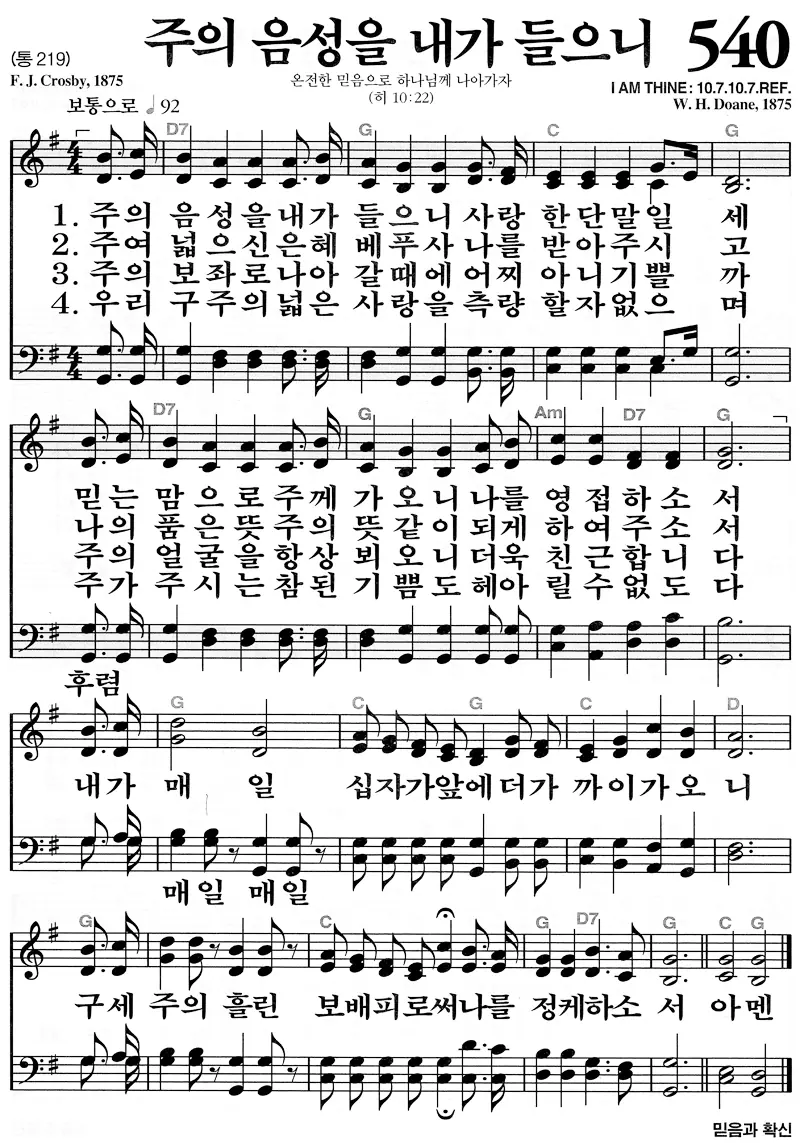 (통 219)
주의 음성을 내가 들으니 540
F. J. Crosby, 1875
온전한 믿음으로 하나님께 나아가자
(히 10:22)
I AM THINE: 10.7.10.7.REF.
W. H. Doane, 1875
보통으로 ♩92
D7 G C G
1. 주의 음성을내가 들으니 사랑 한단말일 세
2. 주여 넓으신은혜 베푸사 나를 받아주시 고
3. 주의 보좌로나아 갈때에어찌 아니기쁠 까
4. 우리 구주의넓은 사랑을 측량 할자없으 며
D7 G Am D7 G
믿는 맘으로주께 가오니나를 영접하소 서
나의 품은뜻주의 뜻같이되게 하여주소 서
주의 얼굴을항상 뵈오니더욱 친근합니 다
주가 주시는참된 기쁨도헤아 릴수없도 다
후렴
G C G C D
내가 매 일 십자가앞에더가 까이가오 니
매일 매일
G C G D7 G C G
구세 주의 흘린 보배피로써나를 정케하소 서 아멘
믿음과 확신